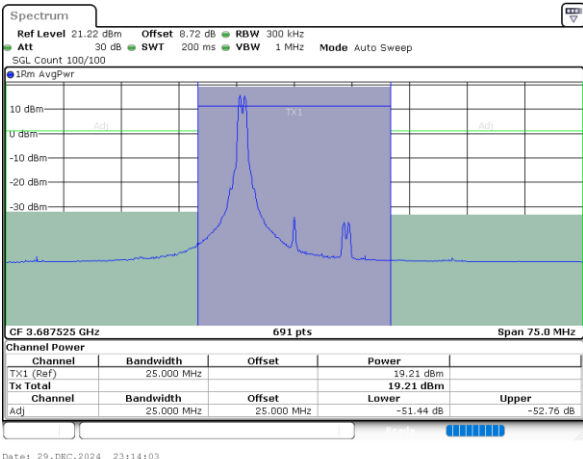 Spectrum
Ref Level 21.22 dBm Offset 8.72 dB RBW 300 kHz
Att 30 dB SWT 200 ms VBW 1 MHz Mode Auto Sweep
SGL Count 100/100
1Rm AvgPwr
10 dBm
TX1
Adj Adj
0 dBm
-10 dBm
-20 dBm
-30 dBm
CF 3.687525 GHz 691 pts Span 75.0 MHz
Channel Power
Channel Bandwidth Offset Power
TX1 (Ref) 25.000 MHz 19.21 dBm
Tx Total 19.21 dBm
Channel Bandwidth Offset Lower Upper
Adj 25.000 MHz 25.000 MHz -51.44 dB -52.76 dB
Date: 29.DEC.2024 23:14:03